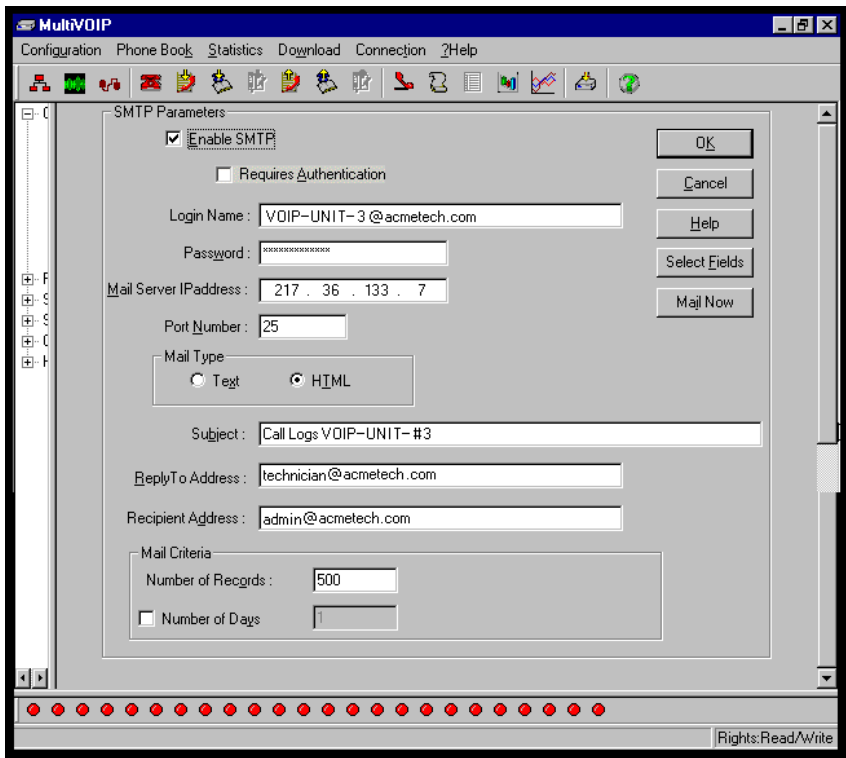 MultiVOIP
Configuration Phone Book Statistics Download Connection ?Help
SMTP Parameters
Enable SMTP
OK
Requires Authentication
Cancel
Login Name : VOIP-UNIT-3@acmetech.com
Help
Password : *************
Select Fields
Mail Server IPaddress : 217 . 36 . 133 . 7
Mail Now
Port Number : 25
Mail Type
Text HTML
Subject : Call Logs VOIP-UNIT-#3
ReplyTo Address : technician@acmetech.com
Recipient Address : admin@acmetech.com
Mail Criteria
Number of Records : 500
Number of Days 1
Rights:Read/Write